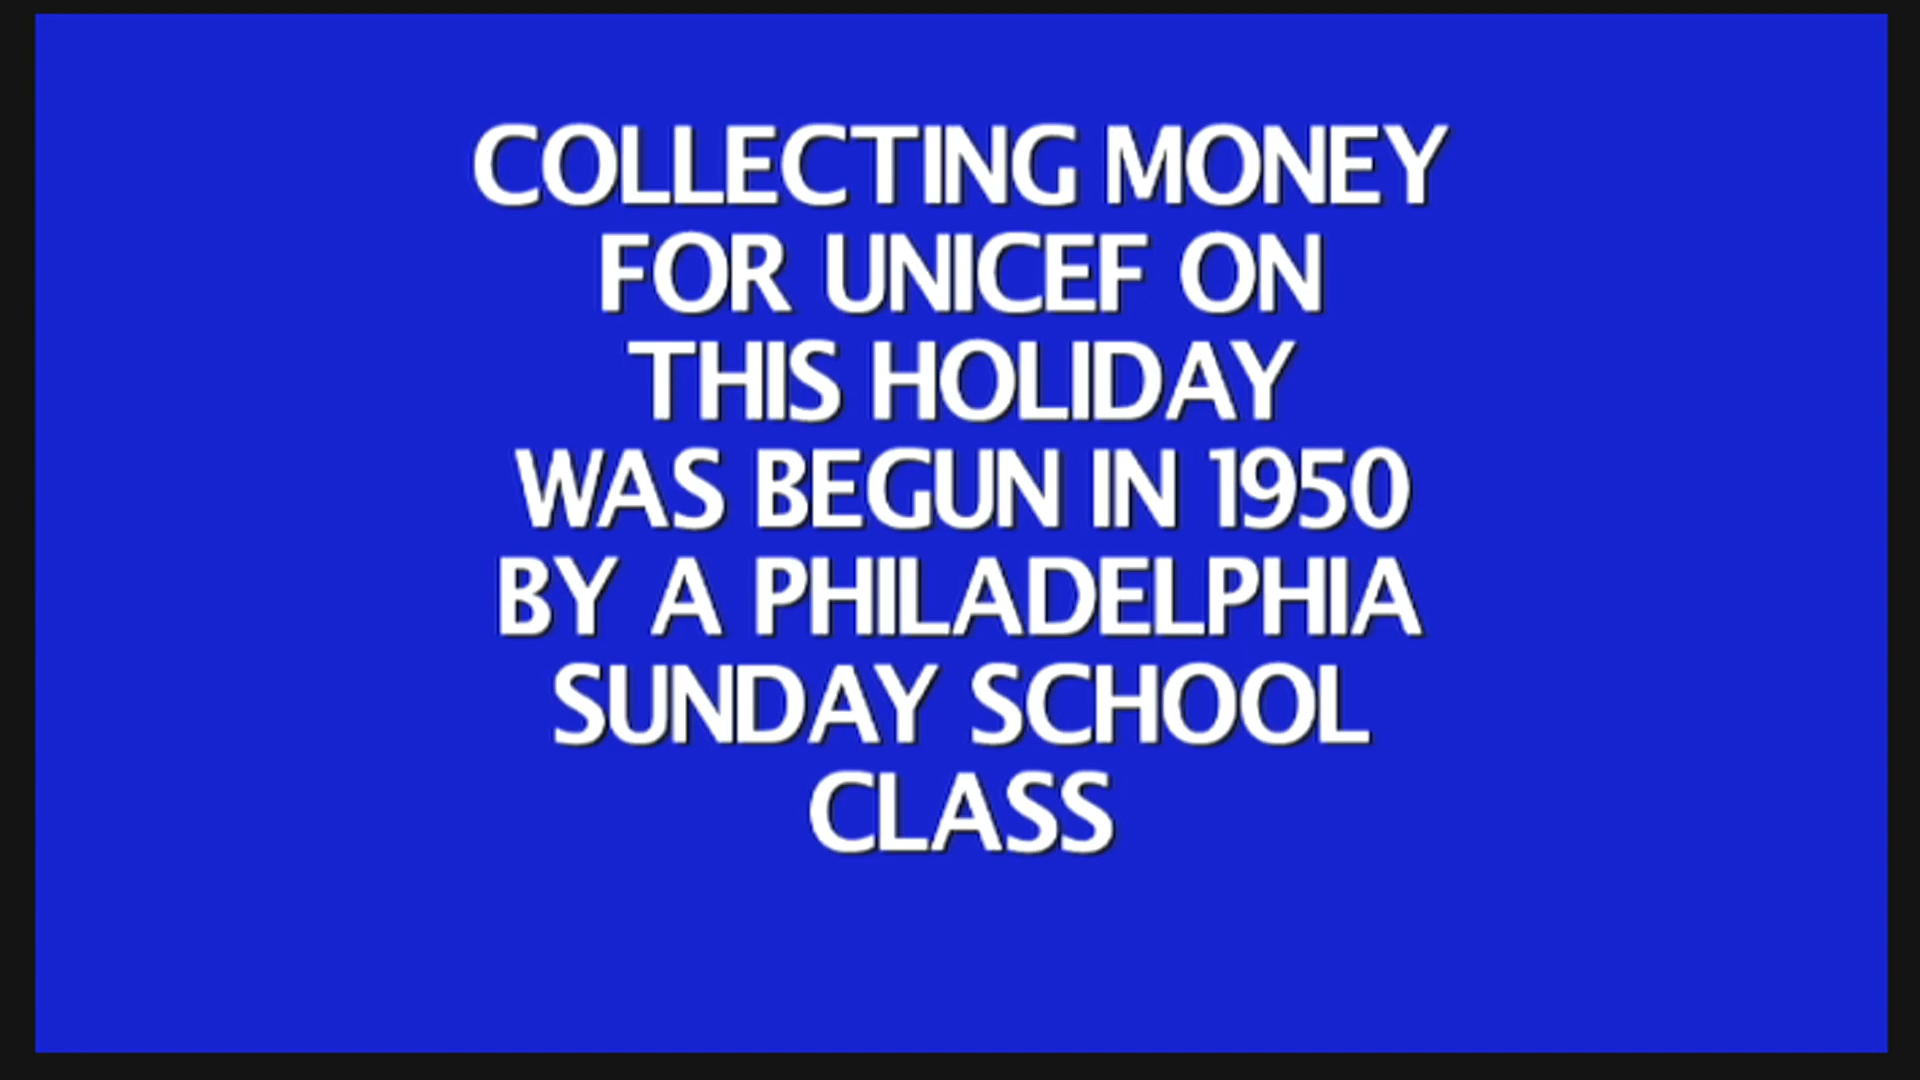 COLLECTING MONEY
FOR UNICEF ON
THIS HOLIDAY
WAS BEGUN IN 1950
BY A PHILADELPHIA
SUNDAY SCHOOL
CLASS